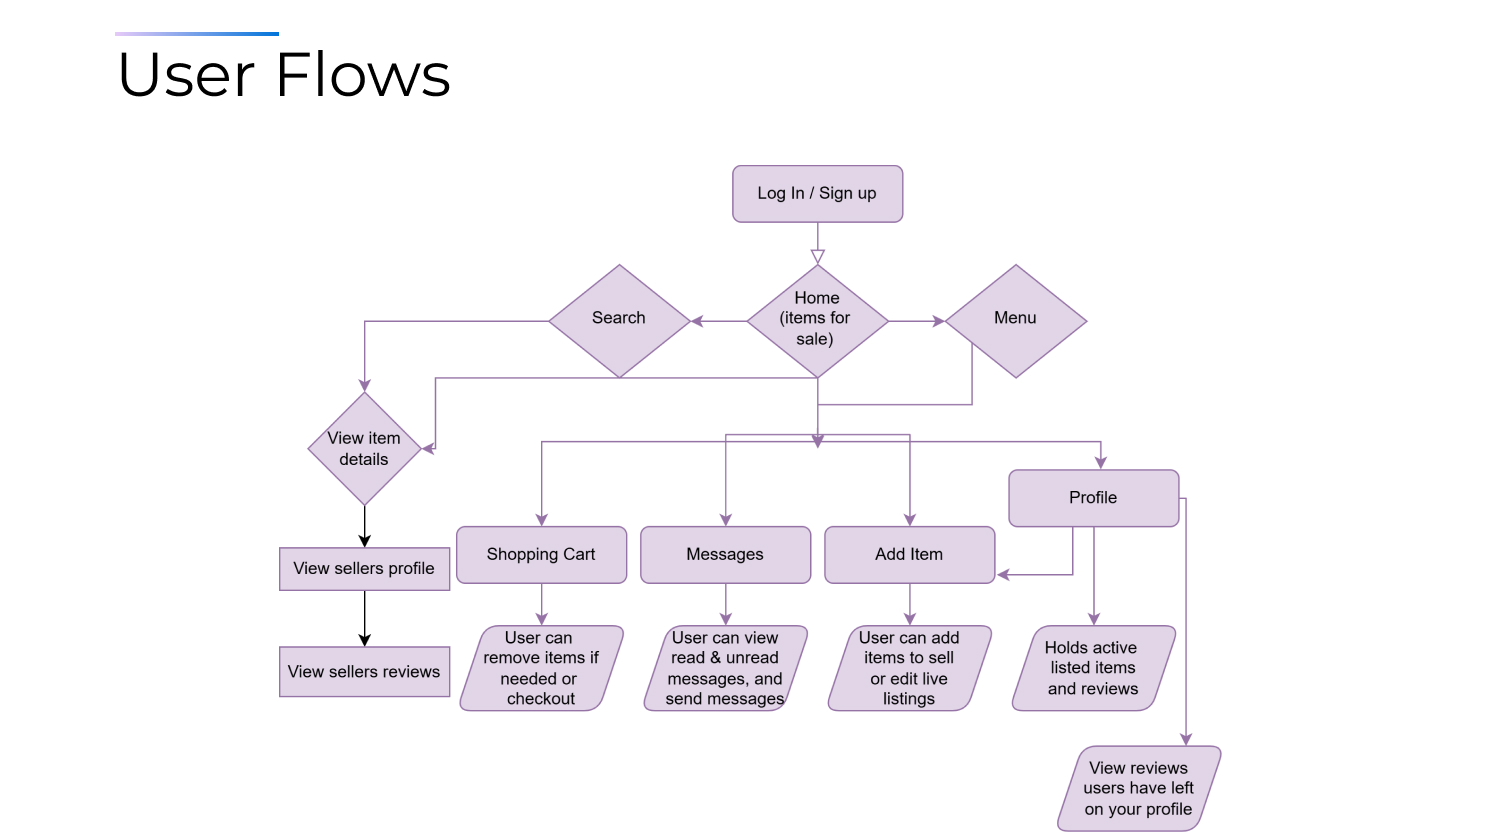 User Flows
Log In / Sign up
Search
Home
(items for
sale)
Menu
View item
details
Profile
Shopping Cart
Messages
Add Item
View sellers profile
User can
remove items if
needed or
checkout
User can view
read & unread
messages, and
send messages
User can add
items to sell
or edit live
listings
Holds active
listed items
and reviews
View sellers reviews
View reviews
users have left
on your profile